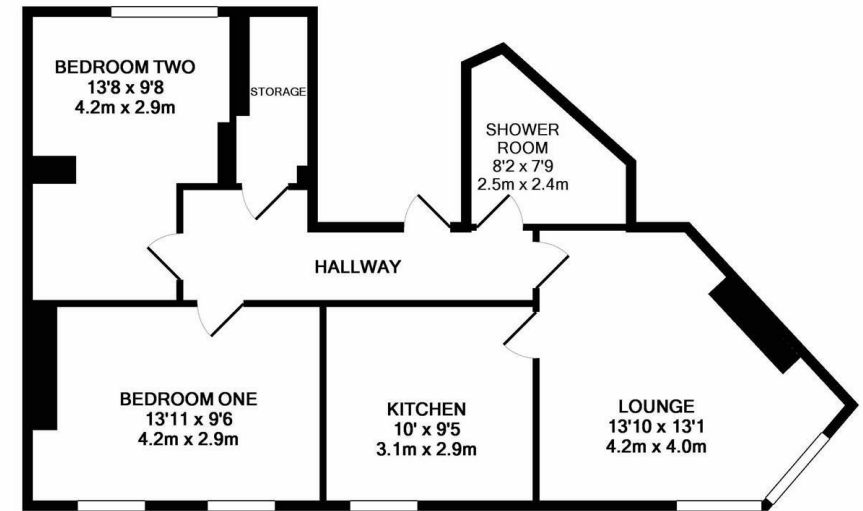 BEDROOM TWO
13'8 x 9'8
4.2m x 2.9m
STORAGE
SHOWER
ROOM
8'2 x 7'9
2.5m x 2.4m
HALLWAY
BEDROOM ONE
13'11 x 9'6
4.2m x 2.9m
KITCHEN
10' x 9'5
3.1m x 2.9m
LOUNGE
13'10 x 13'1
4.2m x 4.0m